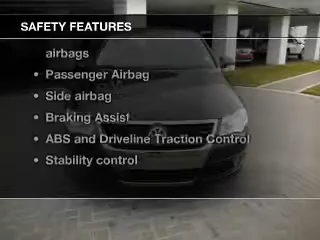 SAFETY FEATURES
airbags
• Passenger Airbag
• Side airbag
• Braking Assist
• ABS and Driveline Traction Control
• Stability control